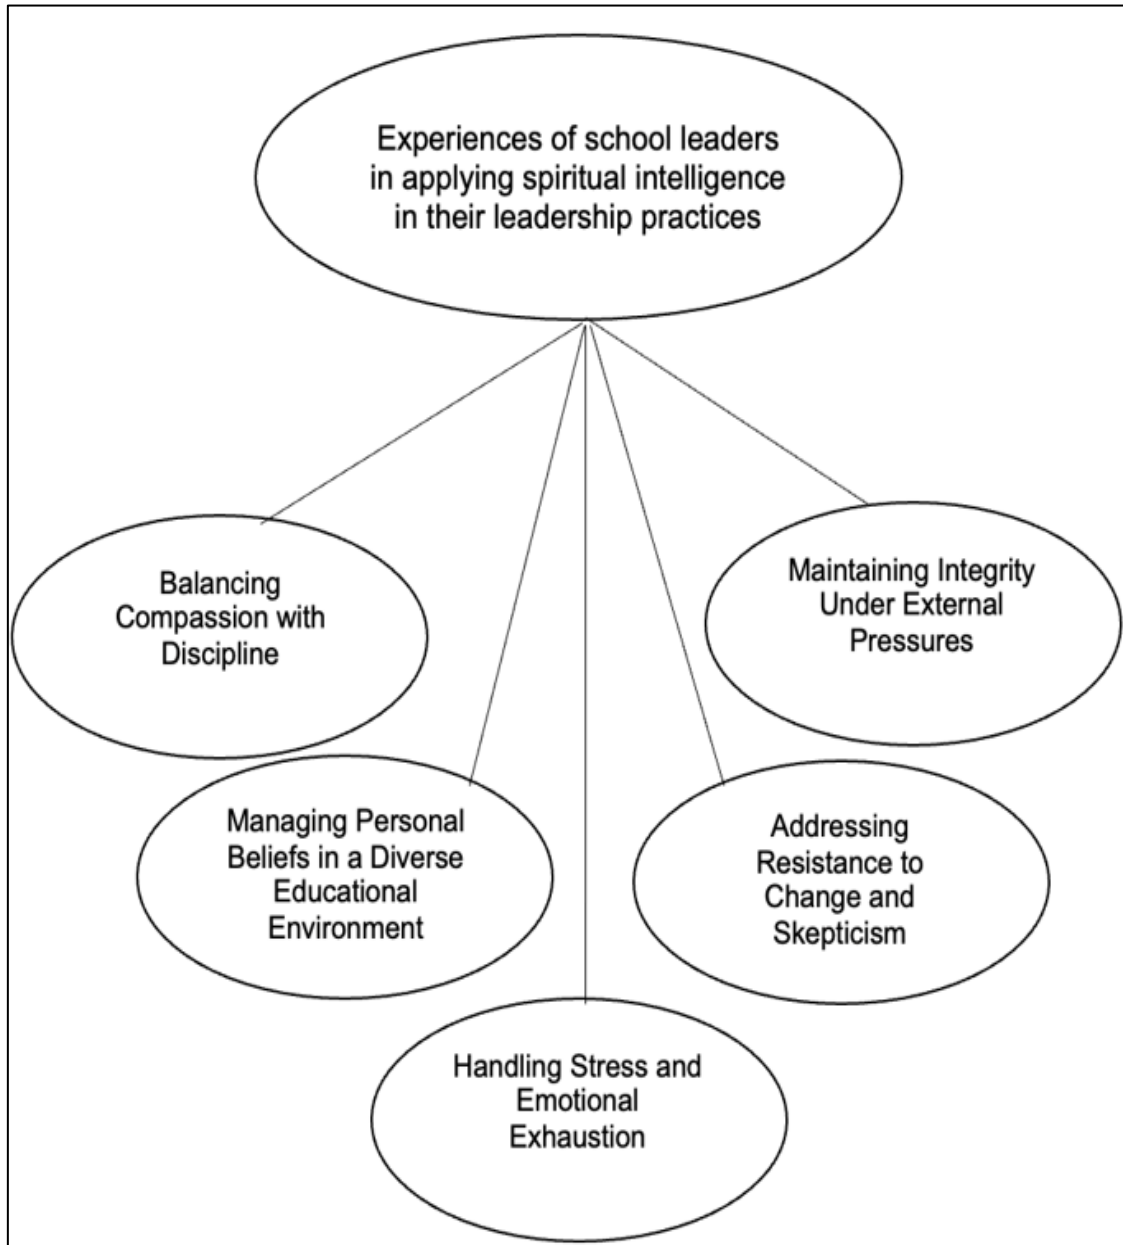 Experiences of school leaders
in applying spiritual intelligence
in their leadership practices
Balancing
Compassion with
Discipline
Maintaining Integrity
Under External
Pressures
Managing Personal
Beliefs in a Diverse
Educational
Environment
Addressing
Resistance to
Change and
Skepticism
Handling Stress and
Emotional
Exhaustion